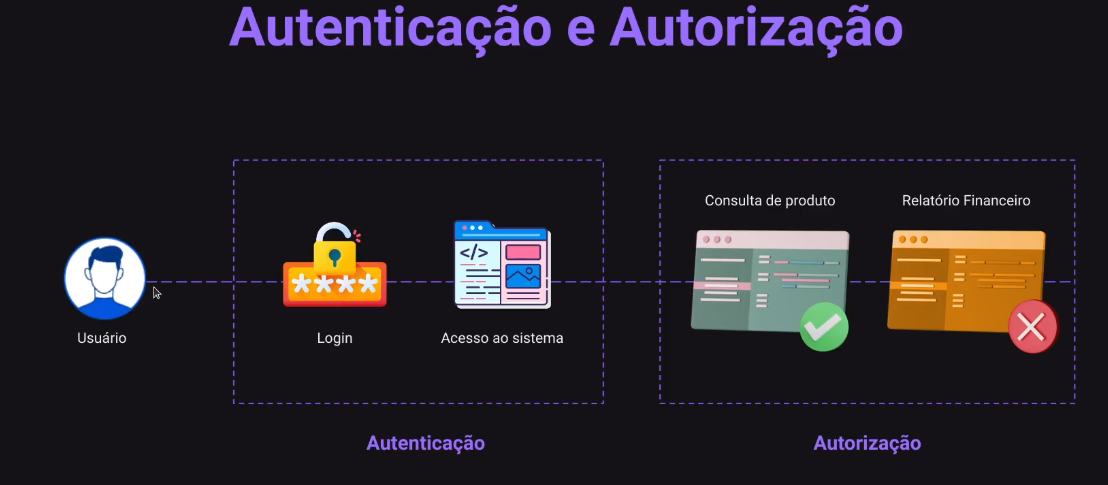 Autenticação e Autorização
Consulta de produto
Relatório Financeiro
</>
****
Usuário
Login
Acesso ao sistema
Autenticação
Autorização